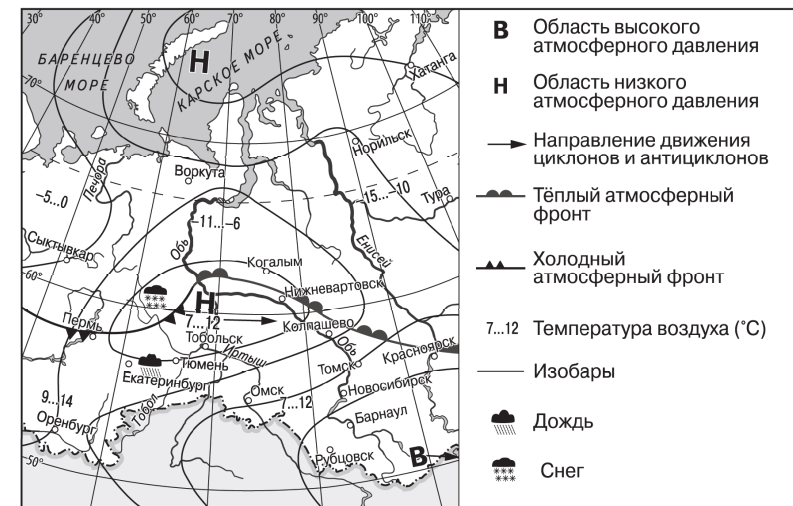 30° 40° 50° 60° 70° 80° 90° 100° 110°
БАРЕНЦЕВО
МОРЕ
Н
КАРСКОЕ МОРЕ
Хатанга
70°
Норильск
Воркута
Печора
-5...0
-15...-10
Тура
-11...-6
Обь
Енисей
Сыктывкар
Когалым
60°
Нижневартовск
Н
Пермь
7...12
Тобольск
Колпашево
Иртыш
Обь
Тюмень
Красноярск
Екатеринбург
Томск
Новосибирск
9...14
Омск
7...12
Тобол
Оренбург
Барнаул
Рубцовск
В
50°
В Область высокого
атмосферного давления
Н Область низкого
атмосферного давления
Направление движения
циклонов и антициклонов
Тёплый атмосферный
фронт
Холодный
атмосферный фронт
7...12 Температура воздуха (°С)
Изобары
Дождь
Снег